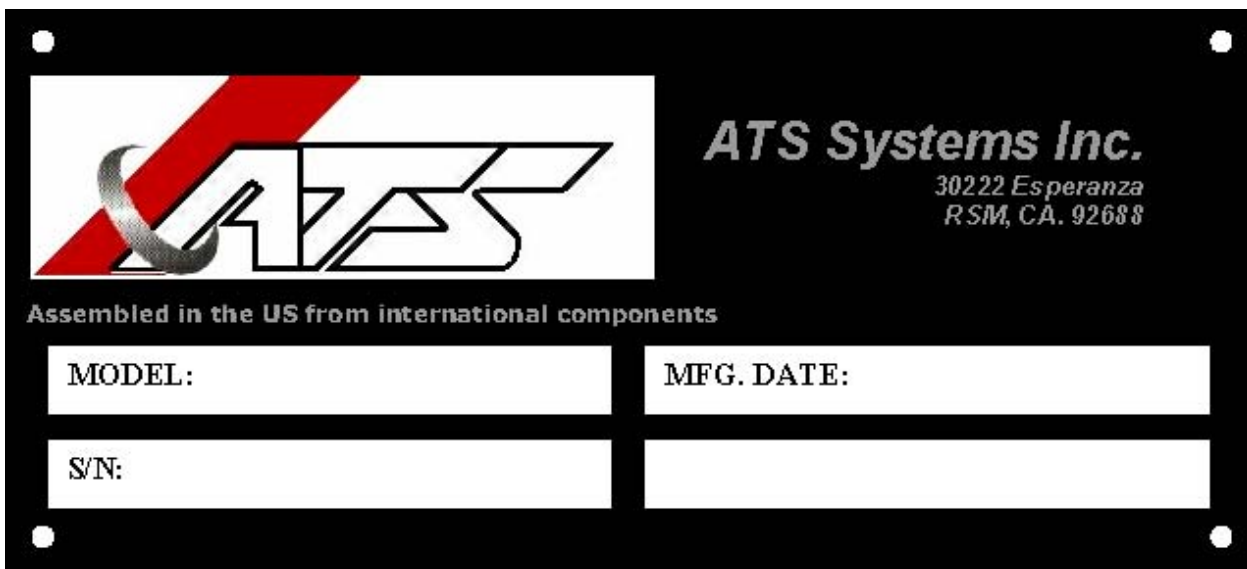 ATS
ATS Systems Inc.
30222 Esperanza
RSM, CA. 92688
Assembled in the US from international components
MODEL:
MFG. DATE:
S/N: